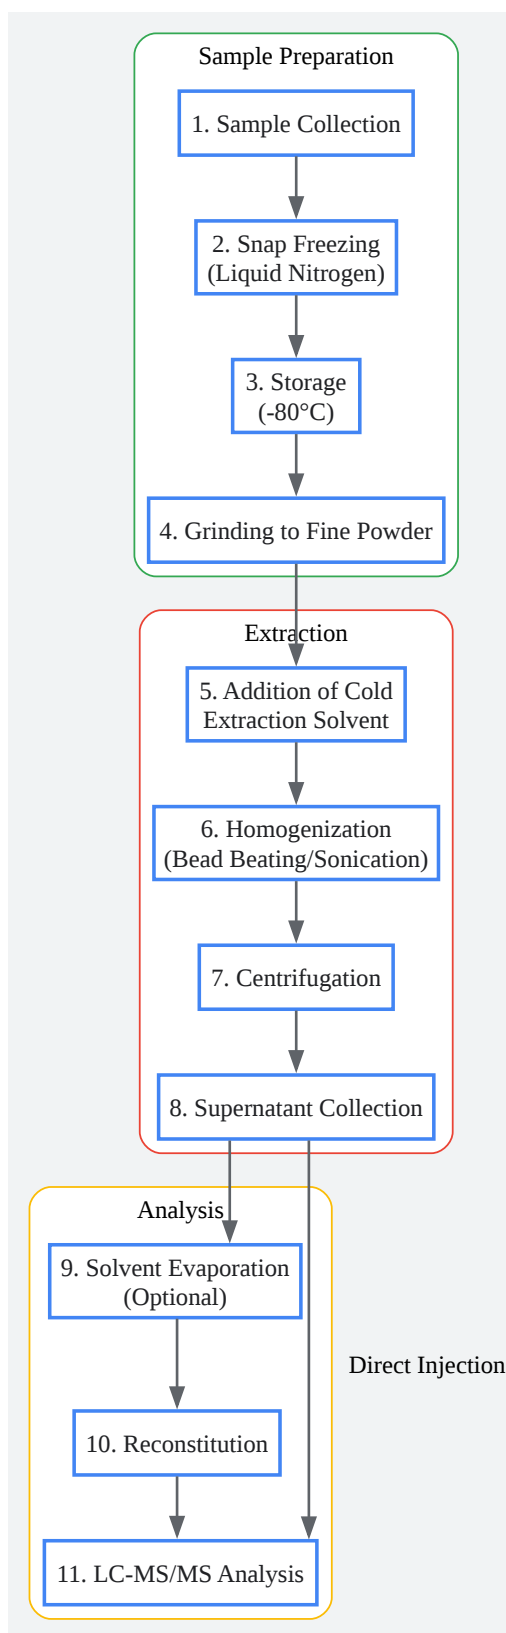 Sample Preparation
1. Sample Collection
2. Snap Freezing
(Liquid Nitrogen)
3. Storage
(-80°C)
4. Grinding to Fine Powder
Extraction
5. Addition of Cold
Extraction Solvent
6. Homogenization
(Bead Beating/Sonication)
7. Centrifugation
8. Supernatant Collection
Analysis
9. Solvent Evaporation
(Optional)
Direct Injection
10. Reconstitution
11. LC-MS/MS Analysis